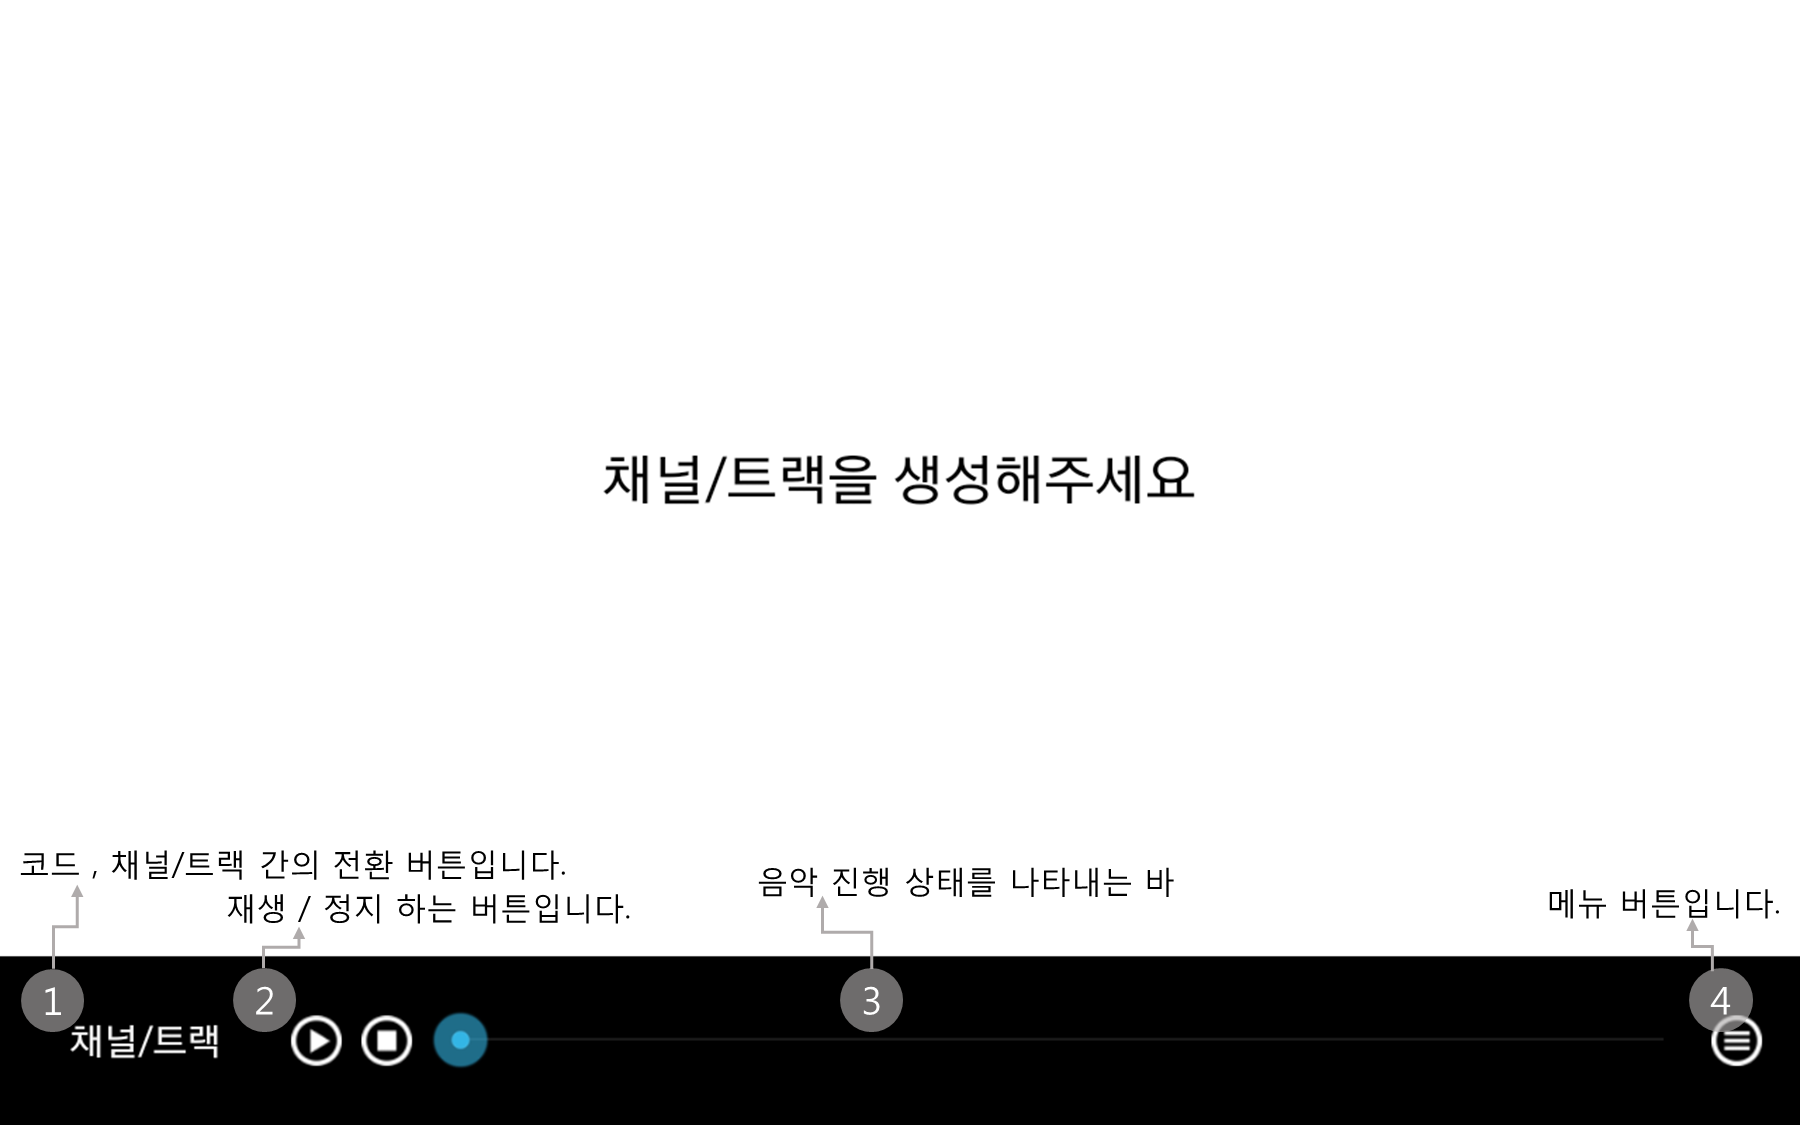 채널/트랙을 생성해주세요
코드 , 채널/트랙 간의 전환 버튼입니다.
재생 / 정지 하는 버튼입니다.
음악 진행 상태를 나타내는 바
메뉴 버튼입니다.
1
2
3
4
채널/트랙